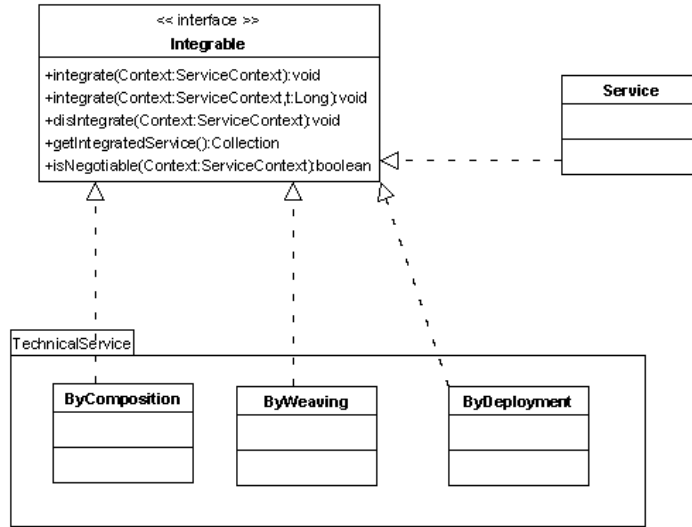 << interface >>
Integrable
+integrate(Context:ServiceContext):void
+integrate(Context:ServiceContext,t:Long):void
+disIntegrate(Context:ServiceContext):void
+getIntegratedService():Collection
+isNegotiable(Context:ServiceContext):boolean
Service
TechnicalService
ByComposition
ByWeaving
ByDeployment